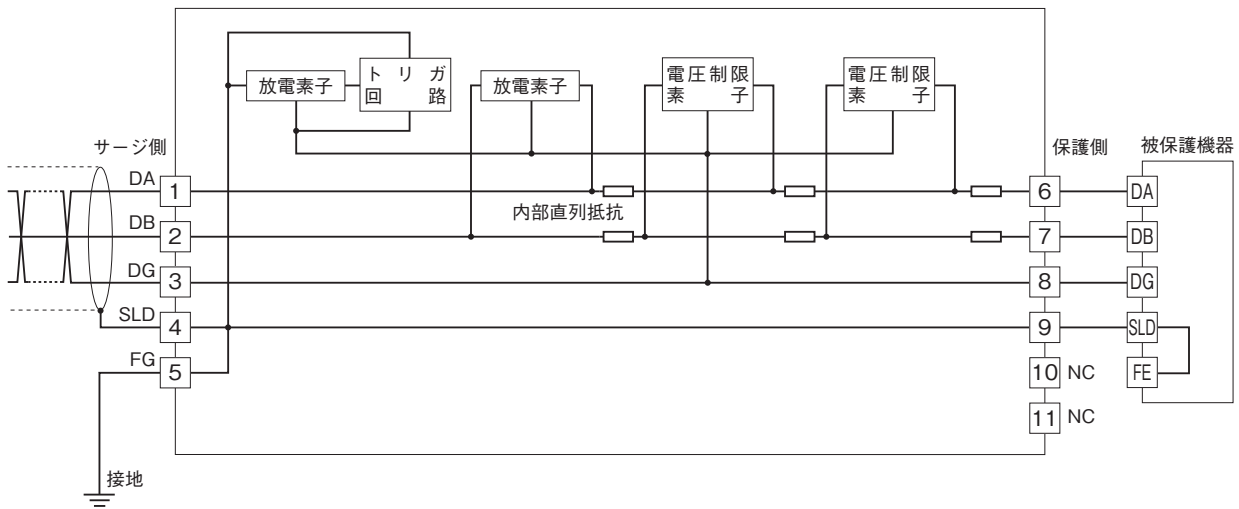 放電素子
トリガ
回路
放電素子
電圧制限
素子
電圧制限
素子
サージ側
保護側
被保護機器
DA
1
6
DA
内部直列抵抗
DB
2
7
DB
DG
3
8
DG
SLD
4
9
SLD
FG
5
10
NC
FE
11
NC
接地